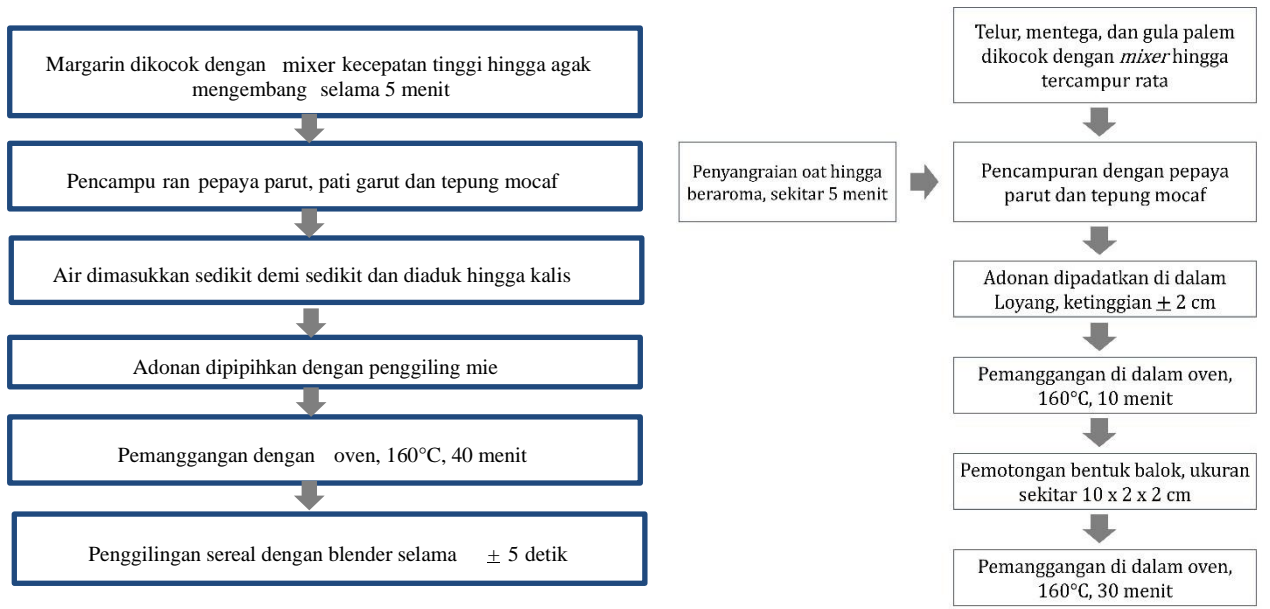 Margarin dikocok dengan mixer kecepatan tinggi hingga agak
mengembang selama 5 menit
Pencampu ran pepaya parut, pati garut dan tepung mocaf
Air dimasukkan sedikit demi sedikit dan diaduk hingga kalis
Adonan dipipihkan dengan penggiling mie
Pemanggangan dengan oven, 160°C, 40 menit
Penggilingan sereal dengan blender selama ± 5 detik
Telur, mentega, dan gula palem
dikocok dengan mixer hingga
tercampur rata
Penyangraian oat hingga
beraroma, sekitar 5 menit
Pencampuran dengan pepaya
parut dan tepung mocaf
Adonan dipadatkan di dalam
Loyang, ketinggian ± 2 cm
Pemanggangan di dalam oven,
160°C, 10 menit
Pemotongan bentuk balok, ukuran
sekitar 10 x 2 x 2 cm
Pemanggangan di dalam oven,
160°C, 30 menit